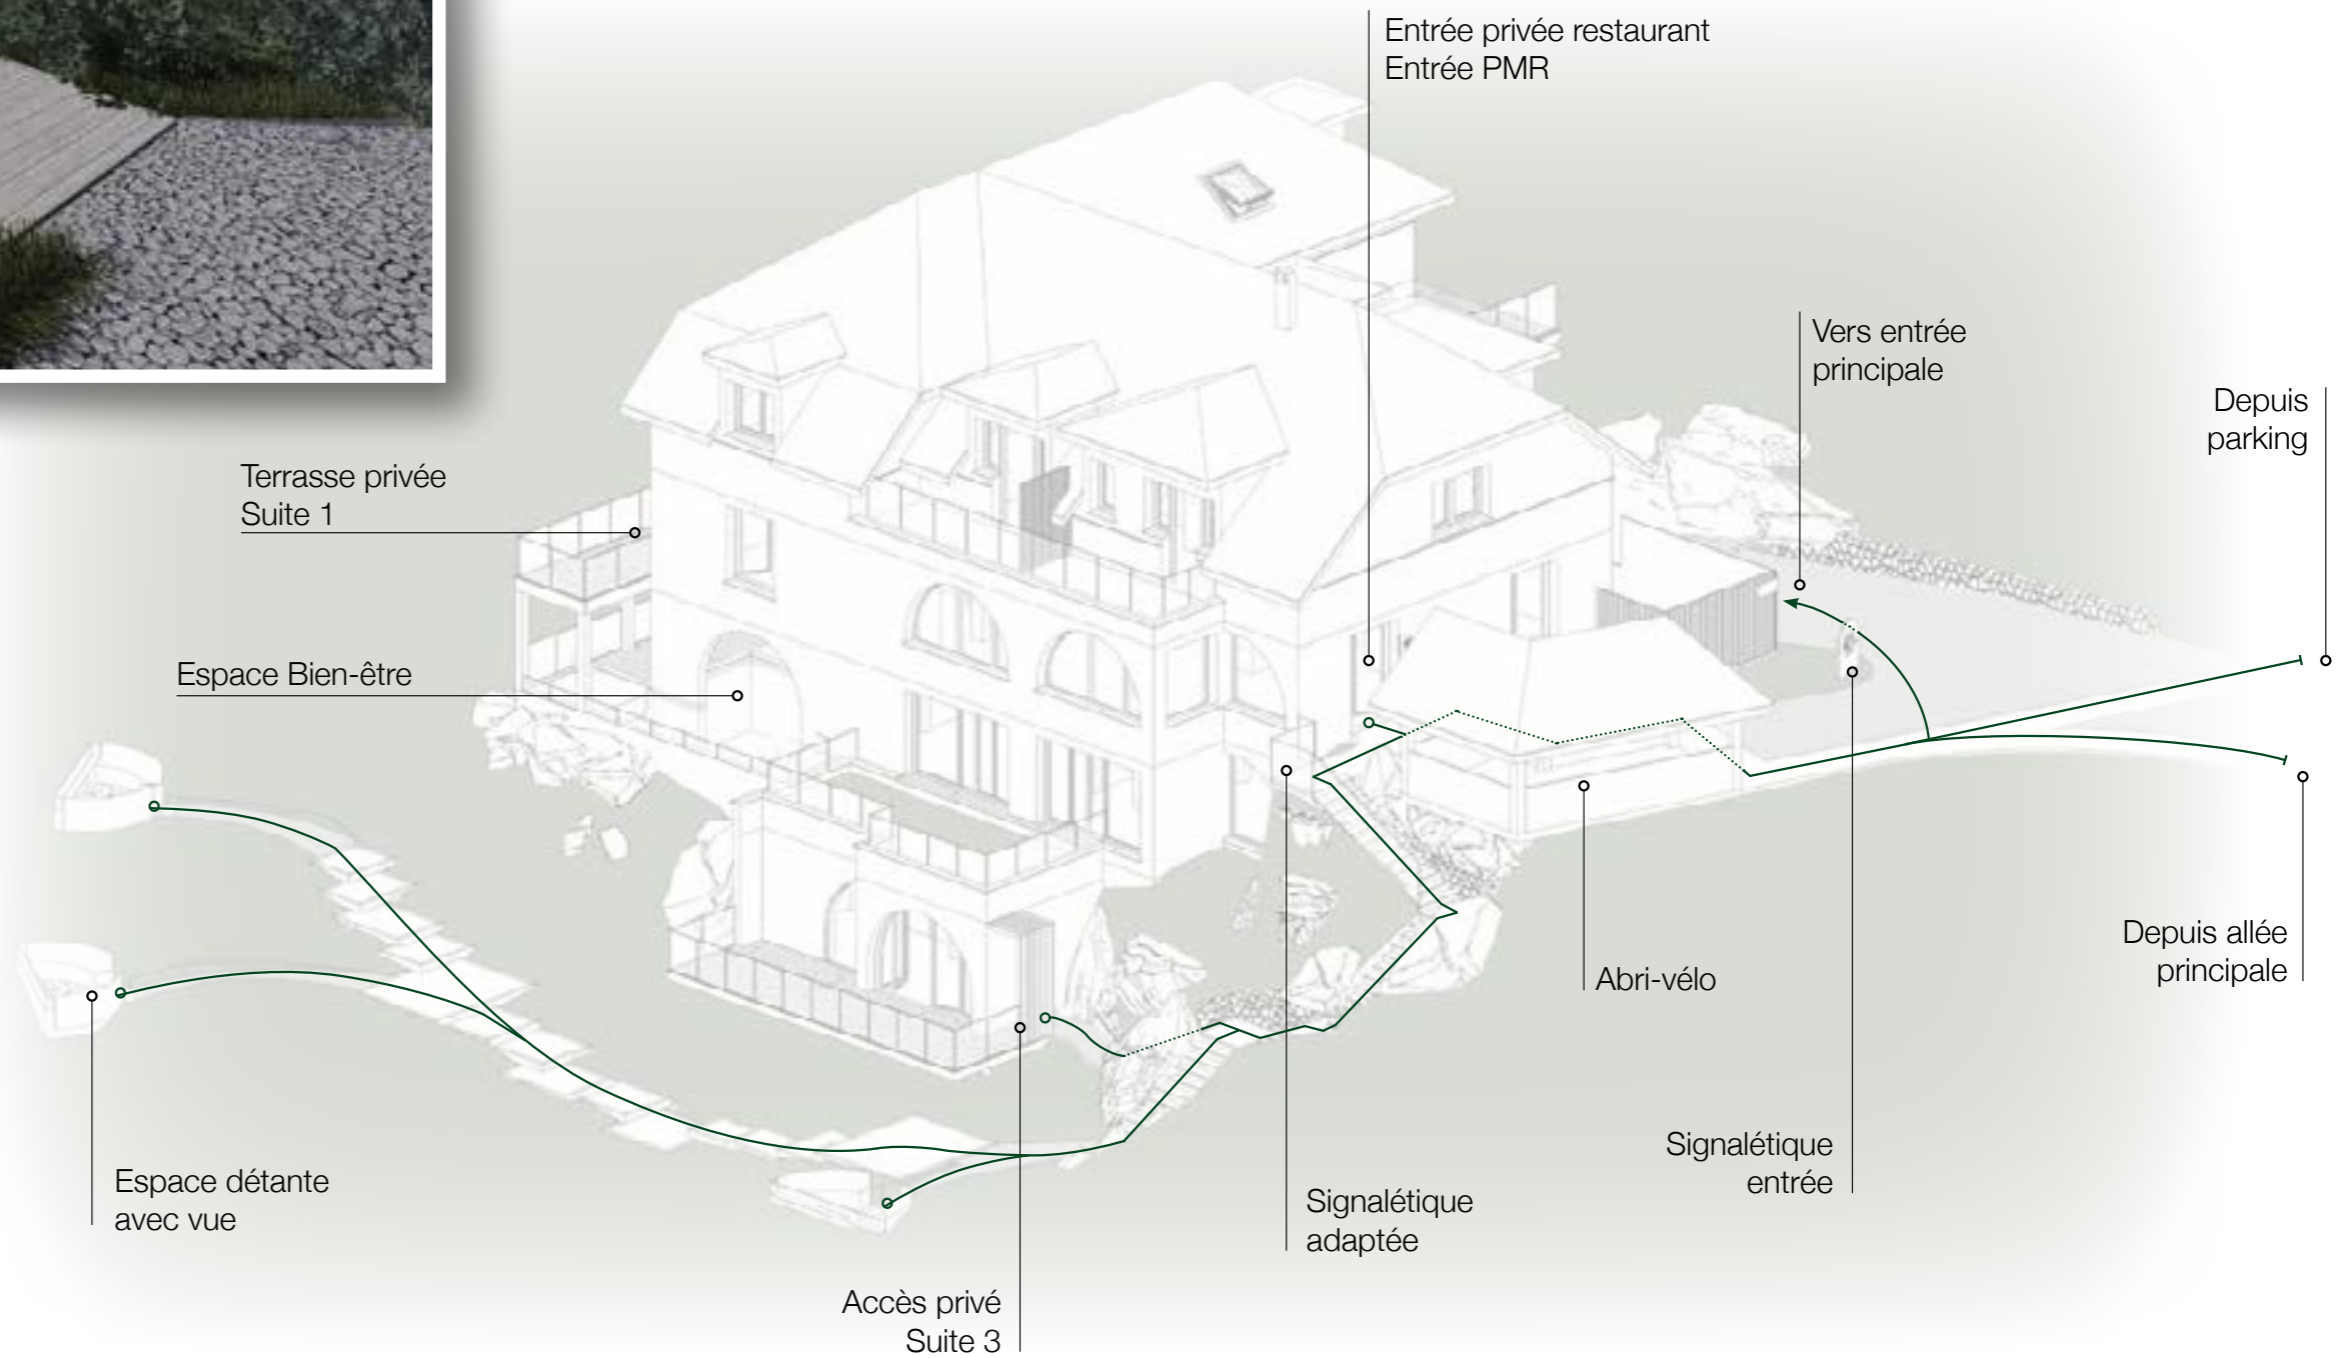 Entrée privée restaurant
Entrée PMR
Vers entrée
principale
Depuis
parking
Terrasse privée
Suite 1
Espace Bien-être
Depuis allée
principale
Abri-vélo
Signalétique
entrée
Espace détante
avec vue
Signalétique
adaptée
Accès privé
Suite 3